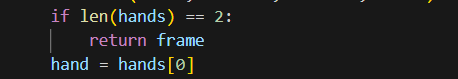 if len(hands) == 2:
    return frame
hand = hands[0]